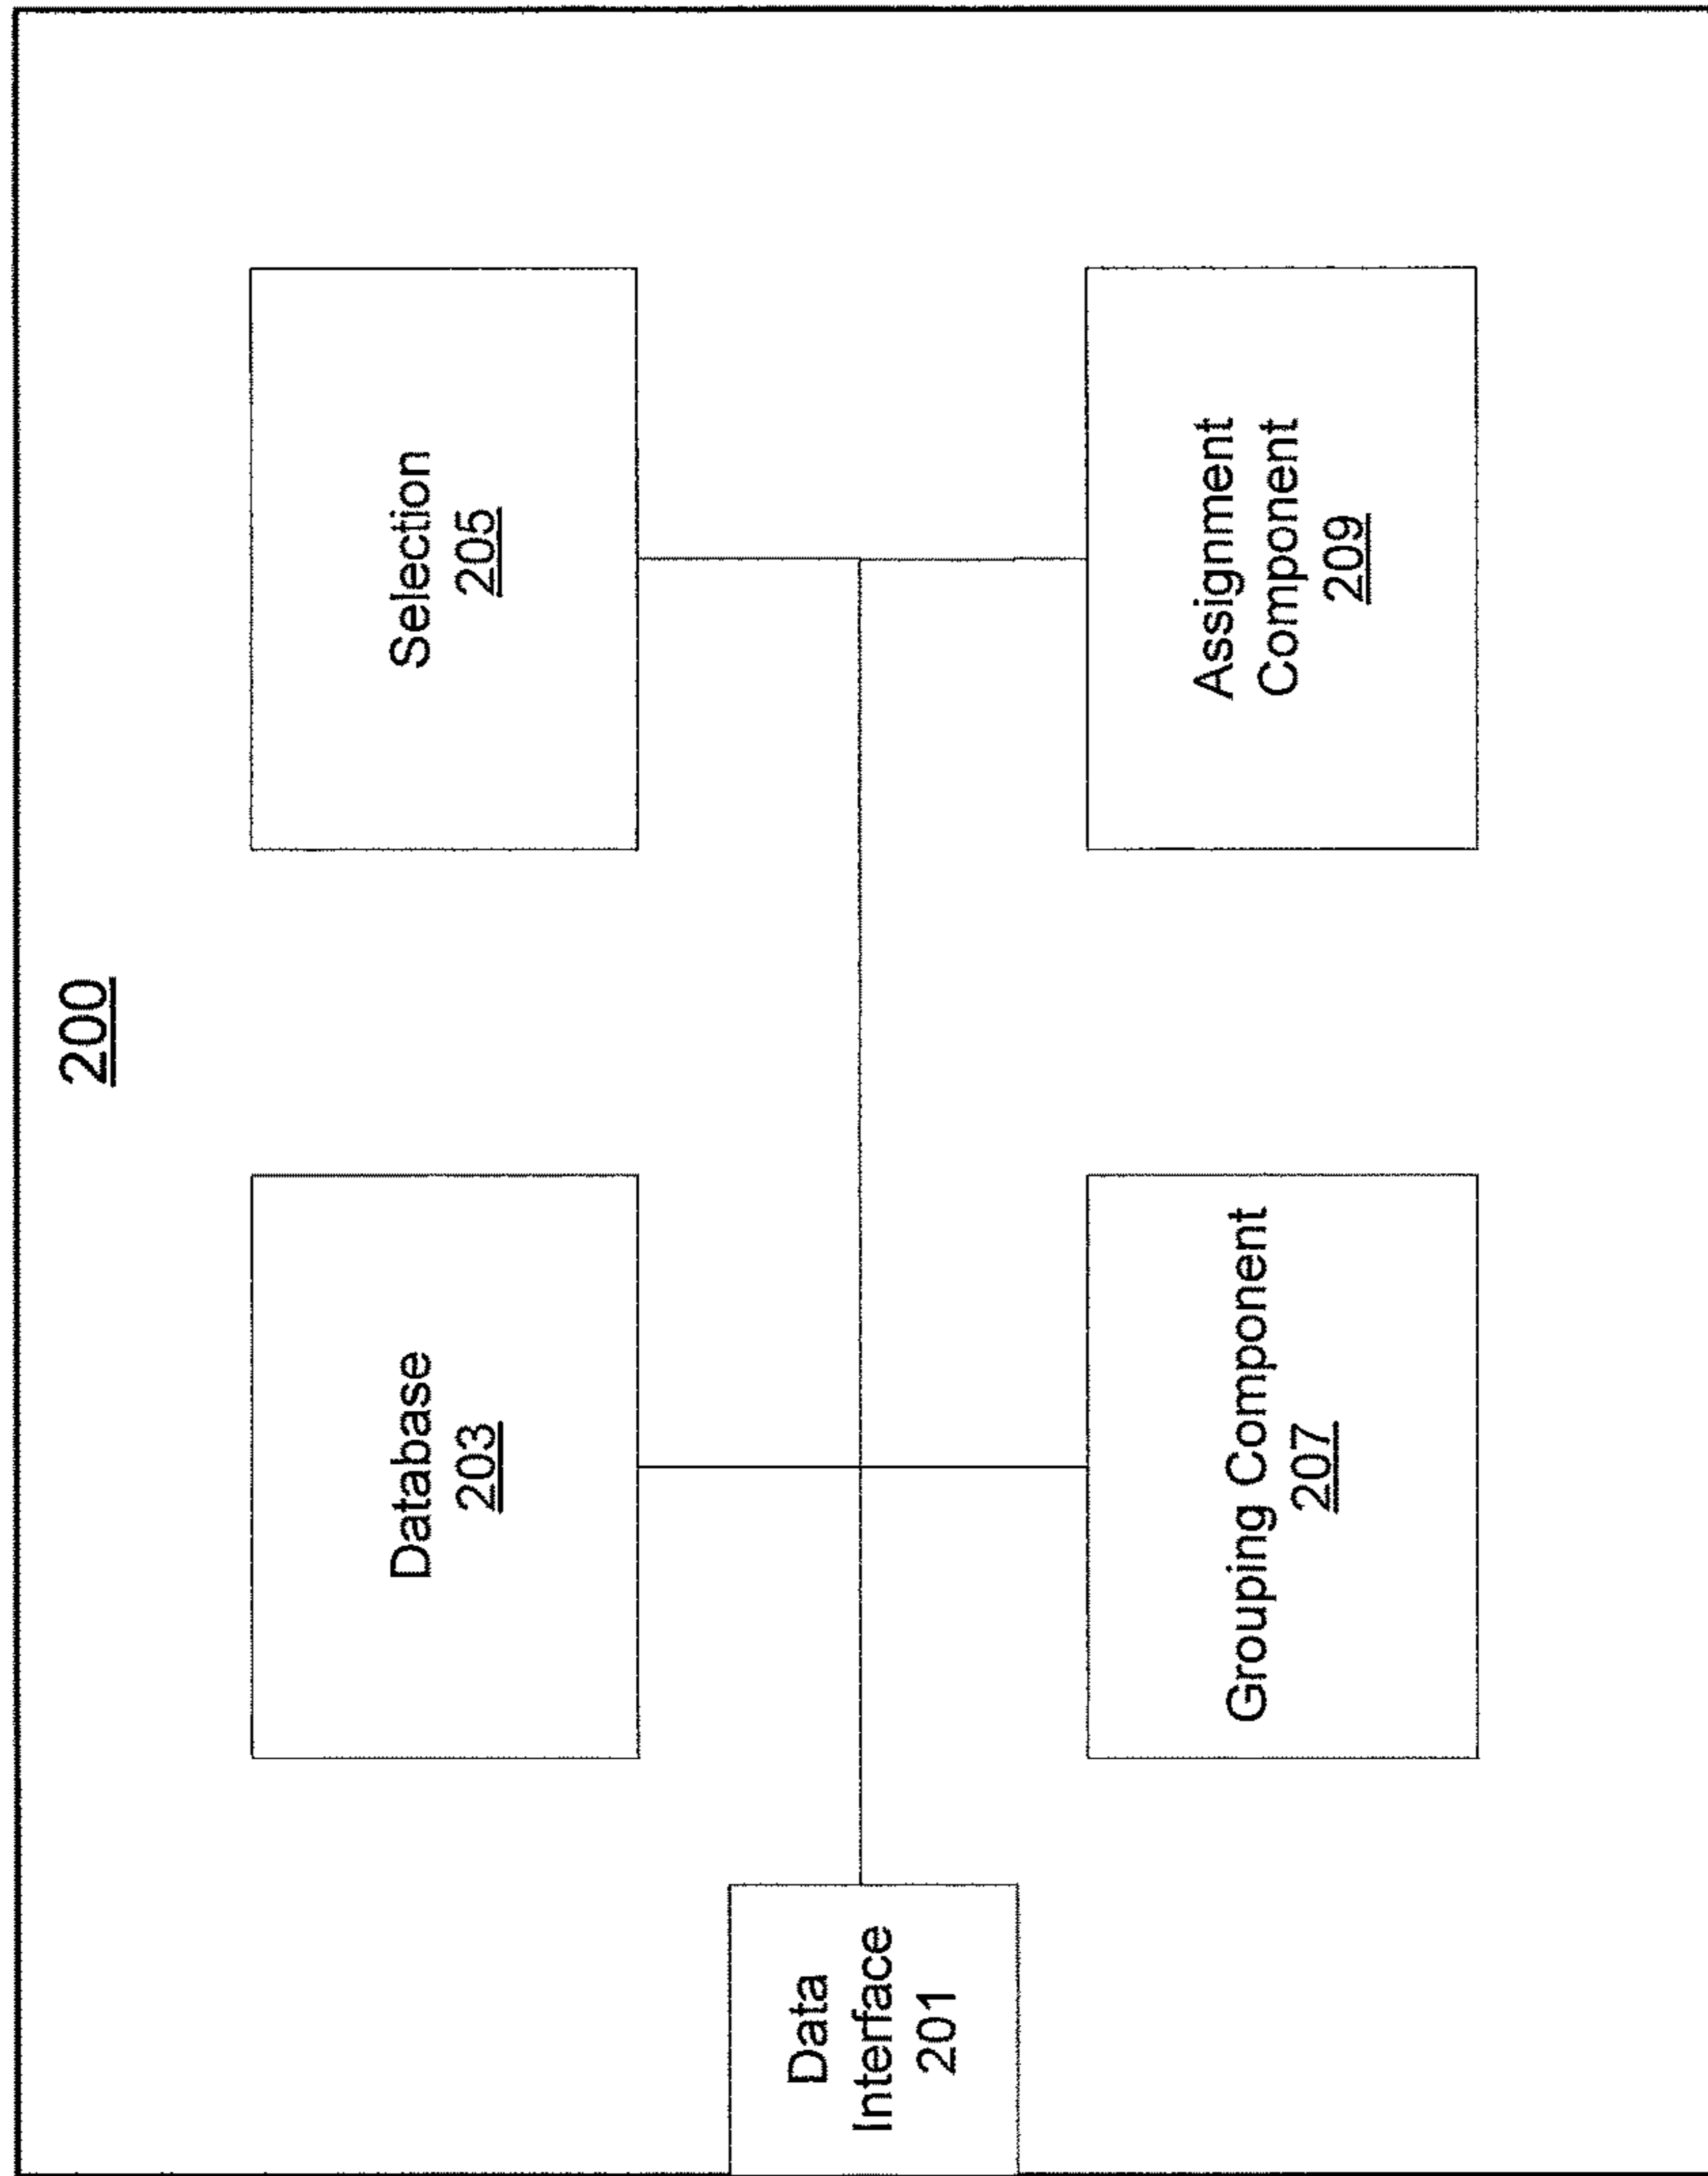 200
Database
203
Selection
205
Data
Interface
201
Grouping Component
207
Assignment
Component
209